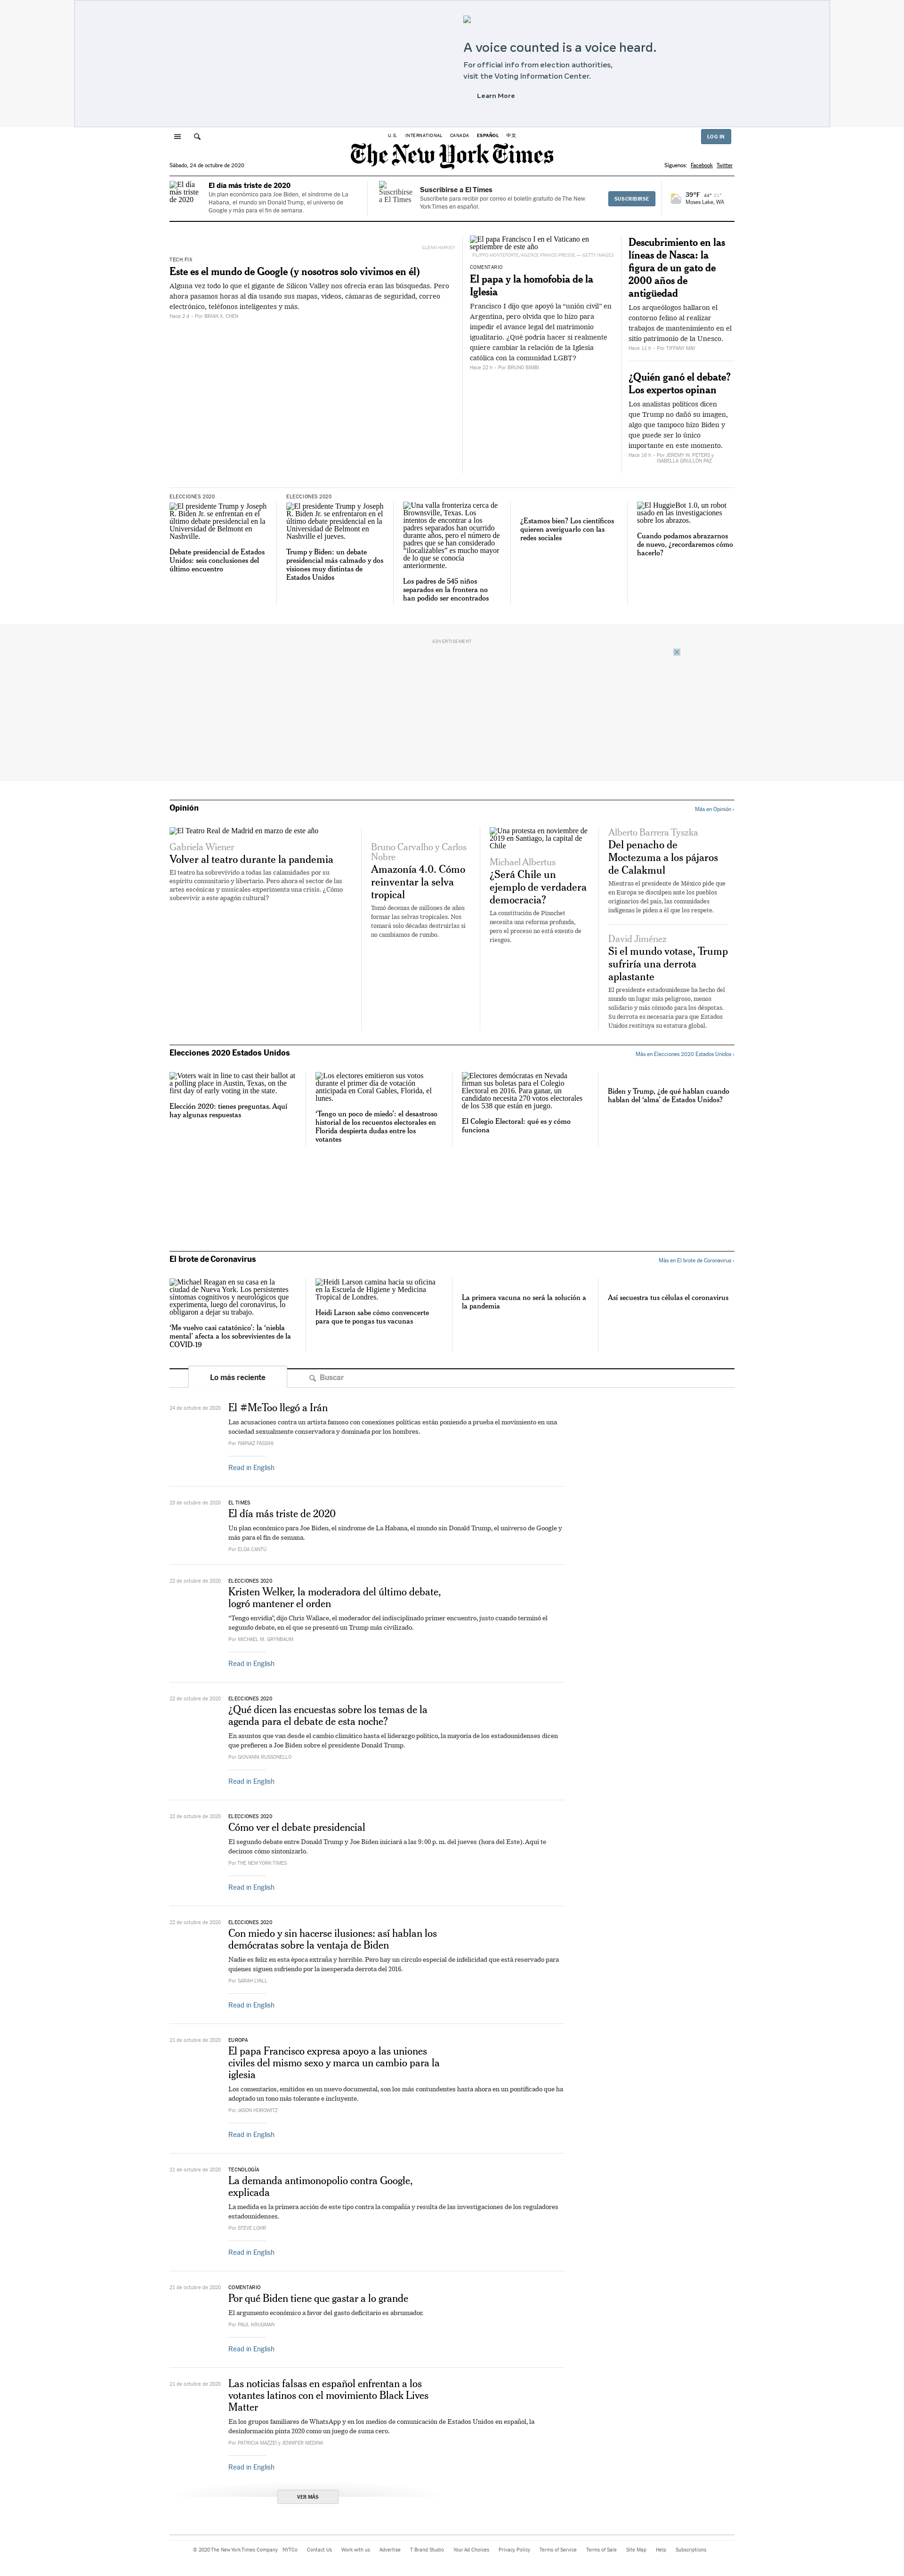 A voice counted is a voice heard.
For official info from election authorities,
visit the Voting Information Center.
Learn More
U.S.
INTERNATIONAL
CANADA
ESPAÑOL
中文
LOG IN
The New York Times
Sábado, 24 de octubre de 2020
Síguenos: Facebook Twitter
El día
más triste
de 2020
El día más triste de 2020
Un plan económico para Joe Biden, el síndrome de La
Habana, el mundo sin Donald Trump, el universo de
Google y más para el fin de semana.
Suscribirse
a El Times
Suscribirse a El Times
Suscríbete para recibir por correo el boletín gratuito de The New
York Times en español.
SUSCRIBIRSE
39°F 44° 21°
Moses Lake, WA
GLENN HARVEY
TECH FIX
Este es el mundo de Google (y nosotros solo vivimos en él)
Alguna vez todo lo que el gigante de Silicon Valley nos ofrecía eran las búsquedas. Pero
ahora pasamos horas al día usando sus mapas, videos, cámaras de seguridad, correo
electrónico, teléfonos inteligentes y más.
Hace 2 d - Por BRIAN X. CHEN
El papa Francisco I en el Vaticano en
septiembre de este año
FILIPPO MONTEFORTE/AGENCE FRANCE-PRESSE — GETTY IMAGES
COMENTARIO
El papa y la homofobia de la
Iglesia
Francisco I dijo que apoyó la “unión civil” en
Argentina, pero olvida que lo hizo para
impedir el avance legal del matrimonio
igualitario. ¿Qué podría hacer si realmente
quiere cambiar la relación de la Iglesia
católica con la comunidad LGBT?
Hace 22 h - Por BRUNO BIMBI
Descubrimiento en las
líneas de Nasca: la
figura de un gato de
2000 años de
antigüedad
Los arqueólogos hallaron el
contorno felino al realizar
trabajos de mantenimiento en el
sitio patrimonio de la Unesco.
Hace 11 h - Por TIFFANY MAY
¿Quién ganó el debate?
Los expertos opinan
Los analistas políticos dicen
que Trump no dañó su imagen,
algo que tampoco hizo Biden y
que puede ser lo único
importante en este momento.
Hace 16 h - Por JEREMY W. PETERS y
ISABELLA GRULLÓN PAZ
ELECCIONES 2020
El presidente Trump y Joseph
R. Biden Jr. se enfrentan en el
último debate presidencial en la
Universidad de Belmont en
Nashville.
Debate presidencial de Estados
Unidos: seis conclusiones del
último encuentro
ELECCIONES 2020
El presidente Trump y Joseph
R. Biden Jr. se enfrentaron en el
último debate presidencial en la
Universidad de Belmont en
Nashville el jueves.
Trump y Biden: un debate
presidencial más calmado y dos
visiones muy distintas de
Estados Unidos
Una valla fronteriza cerca de
Brownsville, Texas. Los
intentos de encontrar a los
padres separados han ocurrido
durante años, pero el número de
padres que se han considerado
"ilocalizables” es mucho mayor
de lo que se conocía
anteriormente.
Los padres de 545 niños
separados en la frontera no
han podido ser encontrados
¿Estamos bien? Los científicos
quieren averiguarlo con las
redes sociales
El HuggieBot 1.0, un robot
usado en las investigaciones
sobre los abrazos.
Cuando podamos abrazarnos
de nuevo, ¿recordaremos cómo
hacerlo?
ADVERTISEMENT
Opinión
Más en Opinión ›
El Teatro Real de Madrid en marzo de este año
Gabriela Wiener
Volver al teatro durante la pandemia
El teatro ha sobrevivido a todas las calamidades por su
espíritu comunitario y libertario. Pero ahora el sector de las
artes escénicas y musicales experimenta una crisis. ¿Cómo
sobrevivir a este apagón cultural?
Bruno Carvalho y Carlos
Nobre
Amazonía 4.0. Cómo
reinventar la selva
tropical
Tomó decenas de millones de años
formar las selvas tropicales. Nos
tomará solo décadas destruirlas si
no cambiamos de rumbo.
Una protesta en noviembre de
2019 en Santiago, la capital de
Chile
Michael Albertus
¿Será Chile un
ejemplo de verdadera
democracia?
La constitución de Pinochet
necesita una reforma profunda,
pero el proceso no está exento de
riesgos.
Alberto Barrera Tyszka
Del penacho de
Moctezuma a los pájaros
de Calakmul
Mientras el presidente de México pide que
en Europa se disculpen ante los pueblos
originarios del país, las comunidades
indígenas le piden a él que los respete.
David Jiménez
Si el mundo votase, Trump
sufriría una derrota
aplastante
El presidente estadounidense ha hecho del
mundo un lugar más peligroso, menos
solidario y más cómodo para los déspotas.
Su derrota es necesaria para que Estados
Unidos restituya su estatura global.
Elecciones 2020 Estados Unidos
Más en Elecciones 2020 Estados Unidos ›
Voters wait in line to cast their ballot at
a polling place in Austin, Texas, on the
first day of early voting in the state.
Elección 2020: tienes preguntas. Aquí
hay algunas respuestas
Los electores emitieron sus votos
durante el primer día de votación
anticipada en Coral Gables, Florida, el
lunes.
‘Tengo un poco de miedo’: el desastroso
historial de los recuentos electorales en
Florida despierta dudas entre los
votantes
Electores demócratas en Nevada
firman sus boletas para el Colegio
Electoral en 2016. Para ganar, un
candidato necesita 270 votos electorales
de los 538 que están en juego.
El Colegio Electoral: qué es y cómo
funciona
Biden y Trump, ¿de qué hablan cuando
hablan del ‘alma’ de Estados Unidos?
El brote de Coronavirus
Más en El brote de Coronavirus ›
Michael Reagan en su casa en la
ciudad de Nueva York. Los persistentes
síntomas cognitivos y neurológicos que
experimenta, luego del coronavirus, lo
obligaron a dejar su trabajo.
‘Me vuelvo casi catatónico’: la ‘niebla
mental’ afecta a los sobrevivientes de la
COVID-19
Heidi Larson camina hacia su oficina
en la Escuela de Higiene y Medicina
Tropical de Londres.
Heidi Larson sabe cómo convencerte
para que te pongas tus vacunas
La primera vacuna no será la solución a
la pandemia
Así secuestra tus células el coronavirus
Lo más reciente
Buscar
24 de octubre de 2020
El #MeToo llegó a Irán
Las acusaciones contra un artista famoso con conexiones políticas están poniendo a prueba el movimiento en una
sociedad sexualmente conservadora y dominada por los hombres.
Por FARNAZ FASSIHI
Read in English
23 de octubre de 2020
EL TIMES
El día más triste de 2020
Un plan económico para Joe Biden, el síndrome de La Habana, el mundo sin Donald Trump, el universo de Google y
más para el fin de semana.
Por ELDA CANTÚ
22 de octubre de 2020
ELECCIONES 2020
Kristen Welker, la moderadora del último debate,
logró mantener el orden
“Tengo envidia”, dijo Chris Wallace, el moderador del indisciplinado primer encuentro, justo cuando terminó el
segundo debate, en el que se presentó un Trump más civilizado.
Por MICHAEL M. GRYNBAUM
Read in English
22 de octubre de 2020
ELECCIONES 2020
¿Qué dicen las encuestas sobre los temas de la
agenda para el debate de esta noche?
En asuntos que van desde el cambio climático hasta el liderazgo político, la mayoría de los estadounidenses dicen
que prefieren a Joe Biden sobre el presidente Donald Trump.
Por GIOVANNI RUSSONELLO
Read in English
22 de octubre de 2020
ELECCIONES 2020
Cómo ver el debate presidencial
El segundo debate entre Donald Trump y Joe Biden iniciará a las 9:00 p. m. del jueves (hora del Este). Aquí te
decimos cómo sintonizarlo.
Por THE NEW YORK TIMES
Read in English
22 de octubre de 2020
ELECCIONES 2020
Con miedo y sin hacerse ilusiones: así hablan los
demócratas sobre la ventaja de Biden
Nadie es feliz en esta época extraña y horrible. Pero hay un círculo especial de infelicidad que está reservado para
quienes siguen sufriendo por la inesperada derrota del 2016.
Por SARAH LYALL
Read in English
21 de octubre de 2020
EUROPA
El papa Francisco expresa apoyo a las uniones
civiles del mismo sexo y marca un cambio para la
iglesia
Los comentarios, emitidos en un nuevo documental, son los más contundentes hasta ahora en un pontificado que ha
adoptado un tono más tolerante e incluyente.
Por JASON HOROWITZ
Read in English
21 de octubre de 2020
TECNOLOGÍA
La demanda antimonopolio contra Google,
explicada
La medida es la primera acción de este tipo contra la compañía y resulta de las investigaciones de los reguladores
estadounidenses.
Por STEVE LOHR
Read in English
21 de octubre de 2020
COMENTARIO
Por qué Biden tiene que gastar a lo grande
El argumento económico a favor del gasto deficitario es abrumador.
Por PAUL KRUGMAN
Read in English
21 de octubre de 2020
Las noticias falsas en español enfrentan a los
votantes latinos con el movimiento Black Lives
Matter
En los grupos familiares de WhatsApp y en los medios de comunicación de Estados Unidos en español, la
desinformación pinta 2020 como un juego de suma cero.
Por PATRICIA MAZZEI y JENNIFER MEDINA
Read in English
VER MÁS
© 2020 The New York Times Company NYTCo Contact Us Work with us Advertise T Brand Studio Your Ad Choices Privacy Policy Terms of Service Terms of Sale Site Map Help Subscriptions